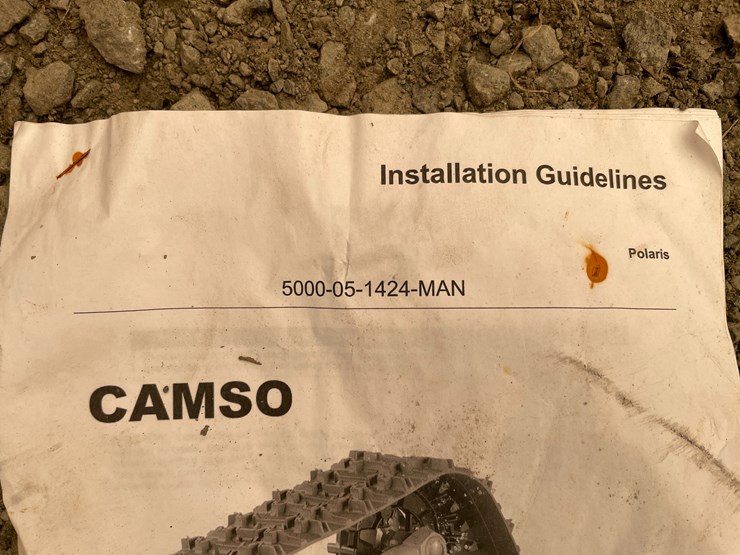 Installation Guidelines
Polaris
5000-05-1424-MAN
CAMSO